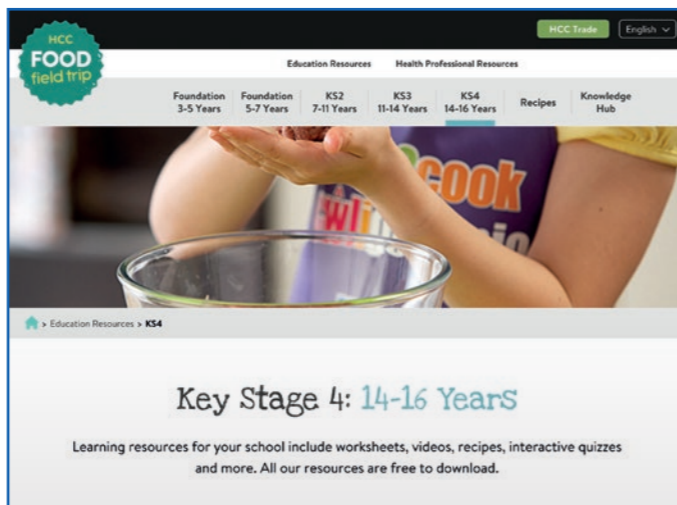 HCC
FOOD
field trip
HCC Trade
English
Education Resources Health Professional Resources
Foundation
3-5 Years
Foundation
5-7 Years
KS2
7-11 Years
KS3
11-14 Years
KS4
14-16 Years
Recipes
Knowledge
Hub
cook
> Education Resources > KS4
Key Stage 4: 14-16 Years
Learning resources for your school include worksheets, videos, recipes, interactive quizzes
and more. All our resources are free to download.